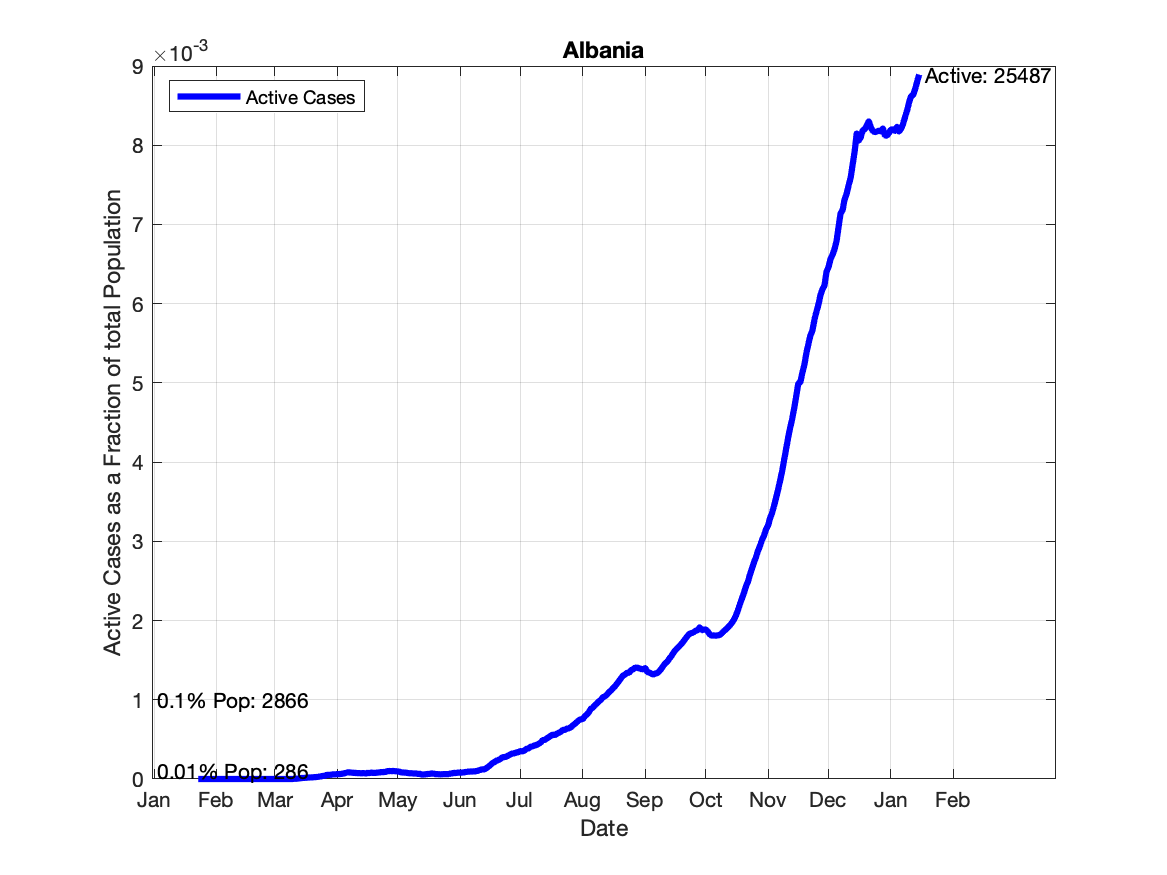 Albania
×10-3
9
8
7
6
5
4
3
2
1
0
Active Cases as a Fraction of total Population
Active Cases
Active: 25487
0.1% Pop: 2866
0.01% Pop: 286
Jan Feb Mar Apr May Jun Jul Aug Sep Oct Nov Dec Jan Feb
Date